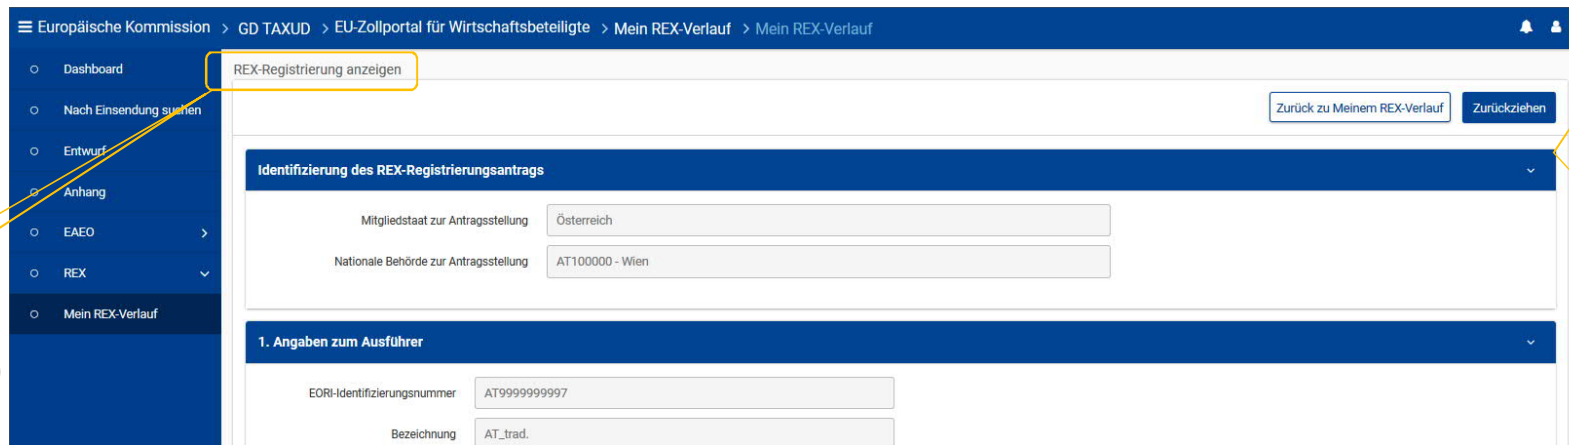 Europäische Kommission > GD TAXUD > EU-Zollportal für Wirtschaftsbeteiligte > Mein REX-Verlauf > Mein REX-Verlauf
Dashboard
Nach Einsendung suchen
Entwurf
Anhang
EAEO
REX
Mein REX-Verlauf
REX-Registrierung anzeigen
Zurück zu Meinem REX-Verlauf Zurückziehen
Identifizierung des REX-Registrierungsantrags
Mitgliedstaat zur Antragsstellung Österreich
Nationale Behörde zur Antragsstellung AT100000 - Wien
1. Angaben zum Ausführer
EORI-Identifizierungsnummer AT9999999997
Bezeichnung AT_trad.